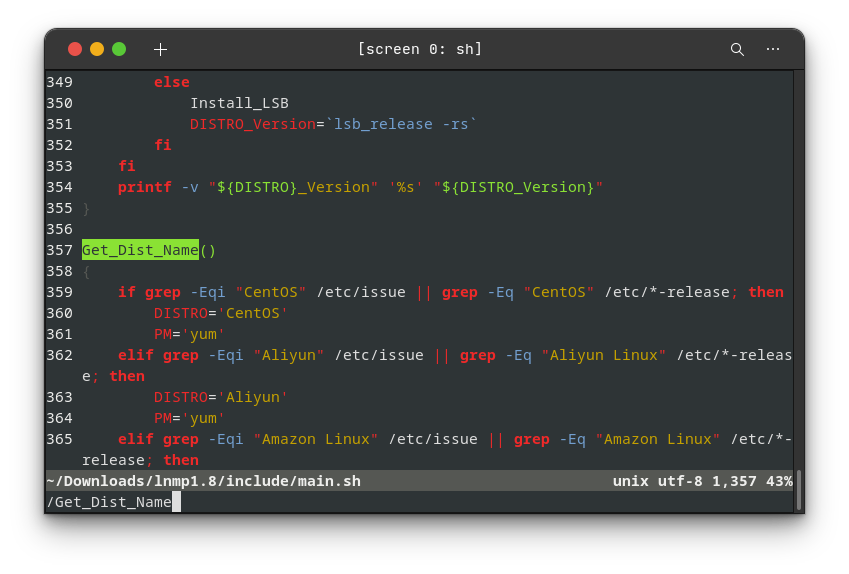 [screen 0: sh]
349         else
350             Install_LSB
351             DISTRO_Version=`lsb_release -rs`
352         fi
353     fi
354     printf -v "${DISTRO}_Version" '%s' "${DISTRO_Version}"
355 }
356
357 Get_Dist_Name()
358 {
359     if grep -Eqi "CentOS" /etc/issue || grep -Eq "CentOS" /etc/*-release; then
360         DISTRO='CentOS'
361         PM='yum'
362     elif grep -Eqi "Aliyun" /etc/issue || grep -Eq "Aliyun Linux" /etc/*-releas
e; then
363         DISTRO='Aliyun'
364         PM='yum'
365     elif grep -Eqi "Amazon Linux" /etc/issue || grep -Eq "Amazon Linux" /etc/*-
release; then
~/Downloads/lnmp1.8/include/main.sh unix utf-8 1,357 43%
/Get_Dist_Name